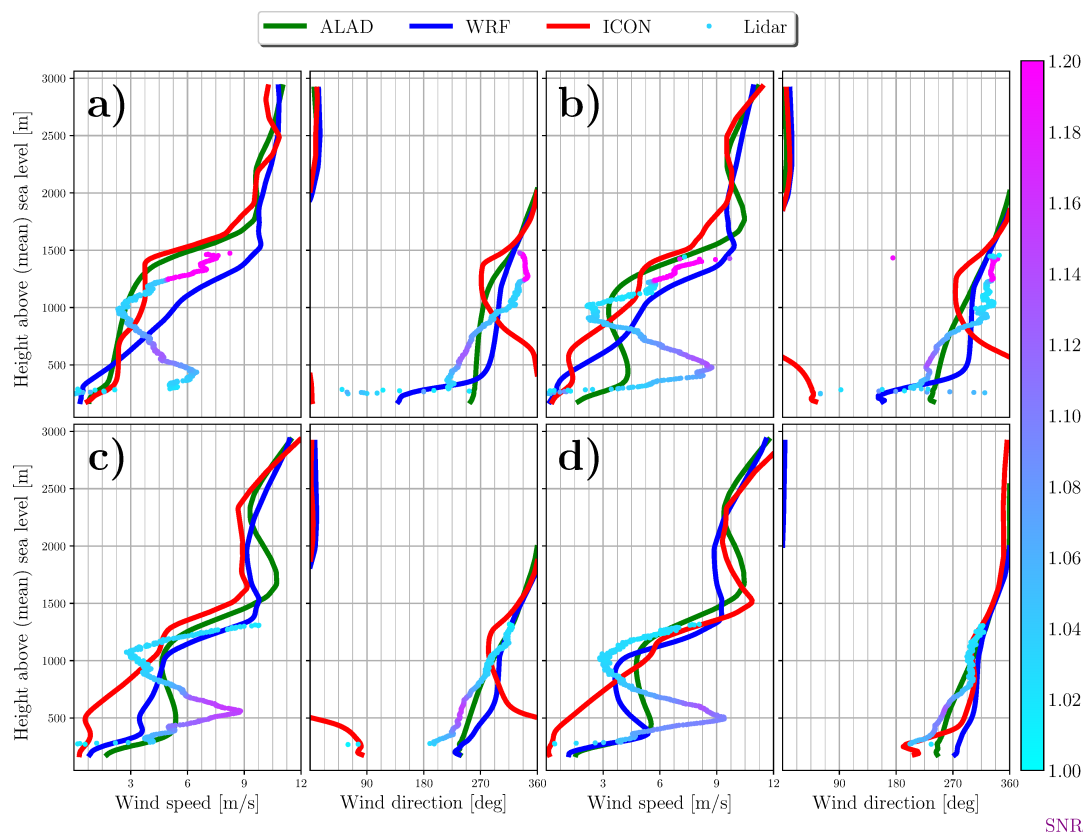 ALAD WRF ICON Lidar
a) b)
3000
2500
2000
1500
1000
500
Height above (mean) sea level [m]
c) d)
3000
2500
2000
1500
1000
500
Height above (mean) sea level [m]
3 6 9 12 90 180 270 360 3 6 9 12 90 180 270 360
Wind speed [m/s] Wind direction [deg] Wind speed [m/s] Wind direction [deg]
1.20
1.18
1.16
1.14
1.12
1.10
1.08
1.06
1.04
1.02
1.00
SNR